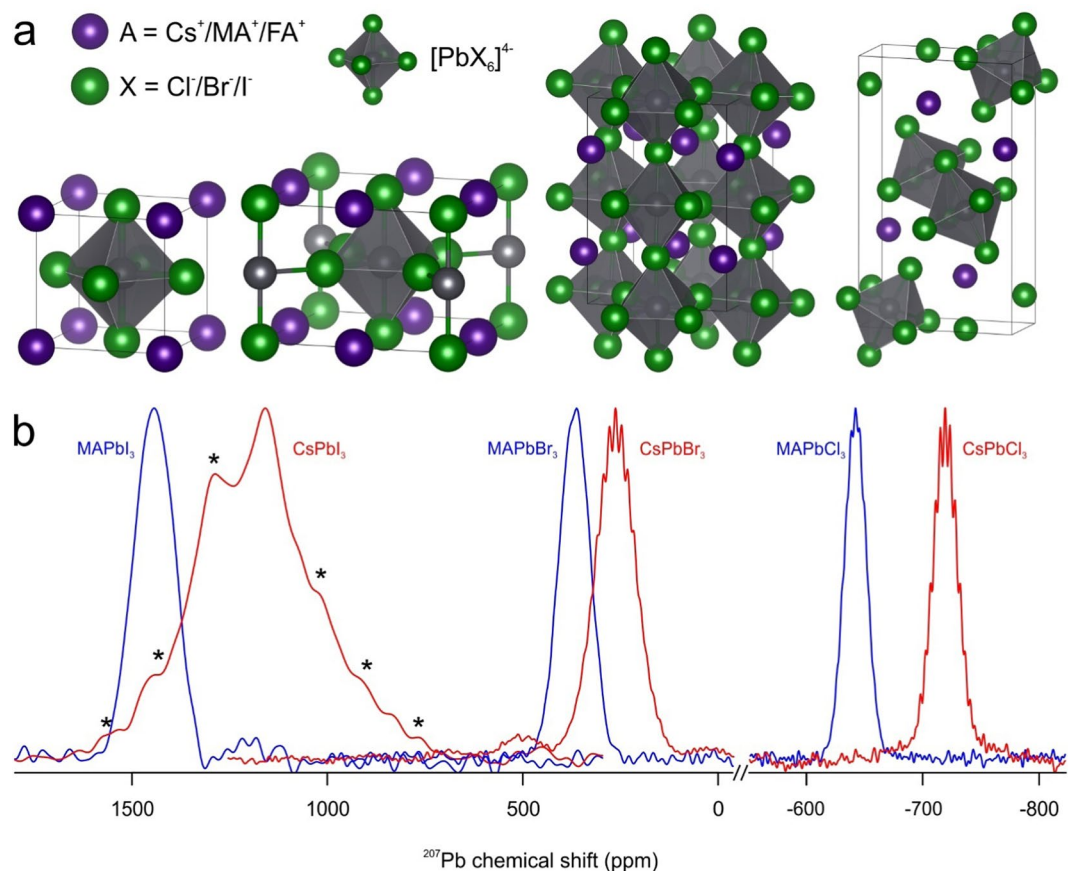 a
A = Cs⁺/MA⁺/FA⁺
X = Cl⁻/Br⁻/I⁻
[PbX₆]⁴⁻
b
MAPbI₃
CsPbI₃
MAPbBr₃
CsPbBr₃
MAPbCl₃
CsPbCl₃
*
*
*
*
*
*
1500
1000
500
0
-600
-700
-800
²⁰⁷Pb chemical shift (ppm)